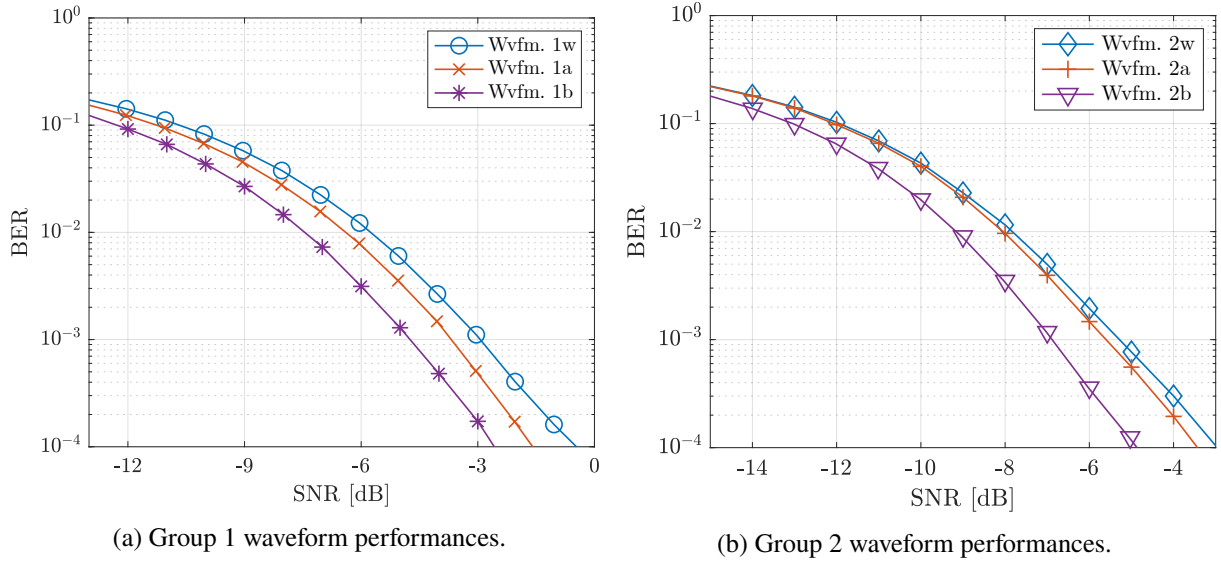 10^0
10^-1
10^-2
10^-3
10^-4
BER
-12
-9
-6
-3
0
SNR [dB]
Wvfm. 1w
Wvfm. 1a
Wvfm. 1b
(a) Group 1 waveform performances.
10^0
10^-1
10^-2
10^-3
10^-4
BER
-14
-12
-10
-8
-6
-4
SNR [dB]
Wvfm. 2w
Wvfm. 2a
Wvfm. 2b
(b) Group 2 waveform performances.